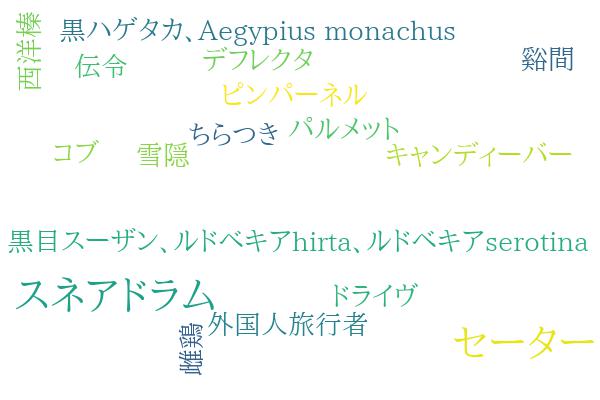 西洋榛
黒ハゲタカ、Aegypius monachus
伝令
デフレクタ
谿間
ピンパーネル
ちらつき
パルメット
コブ
雪隠
キャンディーバー
黒目スーザン、ルドベキアhirta、ルドベキアserotina
スネアドラム
ドライヴ
雌鶏
外国人旅行者
セーター